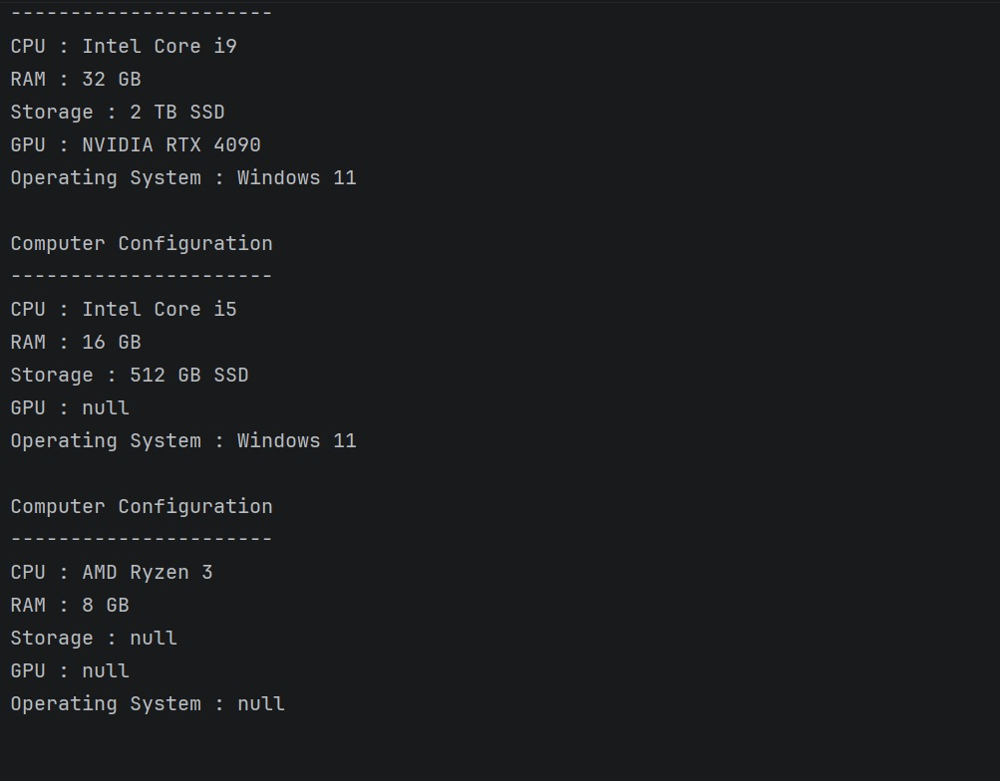 ----------------------
CPU : Intel Core i9
RAM : 32 GB
Storage : 2 TB SSD
GPU : NVIDIA RTX 4090
Operating System : Windows 11
Computer Configuration
----------------------
CPU : Intel Core i5
RAM : 16 GB
Storage : 512 GB SSD
GPU : null
Operating System : Windows 11
Computer Configuration
----------------------
CPU : AMD Ryzen 3
RAM : 8 GB
Storage : null
GPU : null
Operating System : null